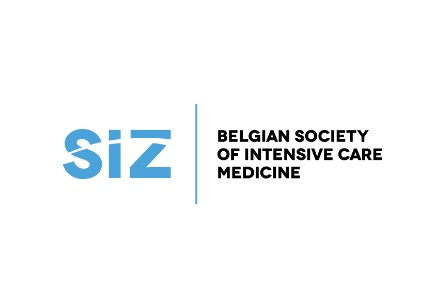 SiZ
BELGIAN SOCIETY
OF INTENSIVE CARE
MEDICINE